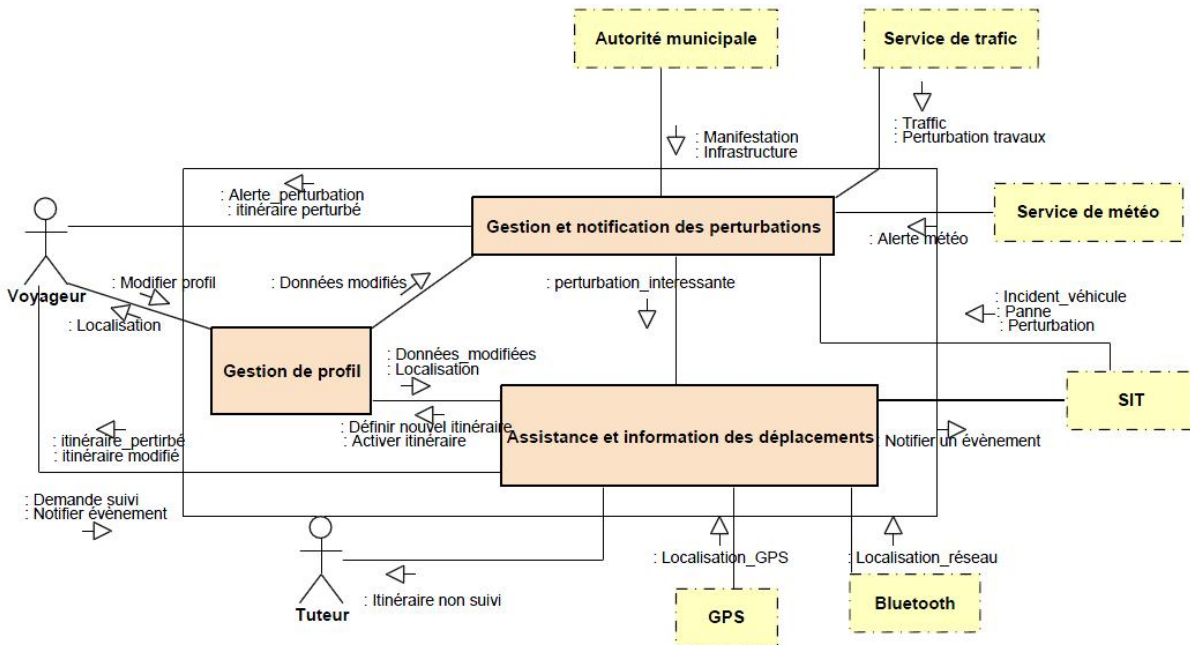 Autorité municipale
Service de trafic
: Manifestation
: Infrastructure
: Traffic
: Perturbation travaux
: Alerte_perturbation
: itinéraire perturbé
Gestion et notification des perturbations
Service de météo
: Alerte météo
Voyageur
: Modifier profil
: Localisation
: Données modifiés
: perturbation_interessante
: Incident_véhicule
: Panne
: Perturbation
Gestion de profil
: Données_modifiées
: Localisation
SIT
: Définir nouvel itinéraire
: Activer itinéraire
Assistance et information des déplacements
: Notifier un évènement
: itinéraire_pertirbé
: itinéraire modifié
: Demande suivi
: Notifier évènement
: Localisation_GPS
: Localisation_réseau
: Itinéraire non suivi
Tuteur
GPS
Bluetooth